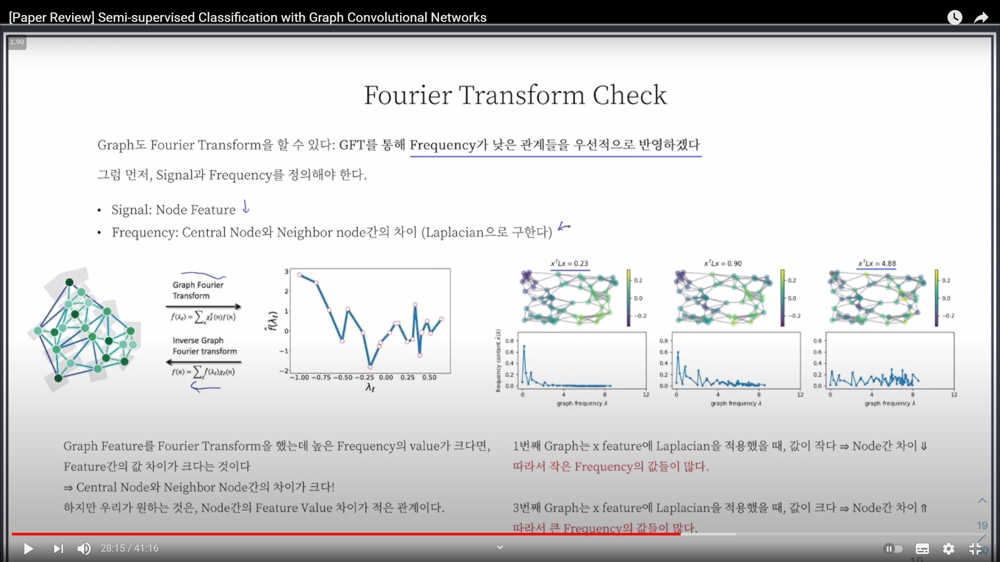 [Paper Review] Semi-supervised Classification with Graph Convolutional Networks
1.90
Fourier Transform Check
Graph도 Fourier Transform을 할 수 있다: GFT를 통해 Frequency가 낮은 관계들을 우선적으로 반영하겠다
그럼 먼저, Signal과 Frequency를 정의해야 한다.
• Signal: Node Feature
• Frequency: Central Node와 Neighbor node간의 차이 (Laplacian으로 구한다)
Graph Fourier
Transform
f̂(λℓ) = ∑n χ*ℓ(n)f(n)
Inverse Graph
Fourier transform
f(n) = ∑ℓ f̂(λℓ)χℓ(n)
f̂(λℓ)
3
2
1
0
−1
−2
−1.00 −0.75 −0.50 −0.25 0.00 0.25 0.50
λℓ
xᵀLx = 0.23
0.2
0.0
−0.2
xᵀLx = 0.90
0.2
0.0
−0.2
xᵀLx = 4.88
0.2
0.0
−0.2
frequency content x̂(λ)
0.8
0.6
0.4
0.2
0.0
0 4 8 12
graph frequency λ
0.8
0.6
0.4
0.2
0.0
0 4 8 12
graph frequency λ
0.8
0.6
0.4
0.2
0.0
0 4 8 12
graph frequency λ
Graph Feature를 Fourier Transform을 했는데 높은 Frequency의 value가 크다면,
Feature간의 값 차이가 크다는 것이다
⇒ Central Node와 Neighbor Node간의 차이가 크다!
하지만 우리가 원하는 것은, Node간의 Feature Value 차이가 적은 관계이다.
1번째 Graph는 x feature에 Laplacian을 적용했을 때, 값이 작다 ⇒ Node간 차이 ⇓
따라서 작은 Frequency의 값들이 많다.
3번째 Graph는 x feature에 Laplacian을 적용했을 때, 값이 크다 ⇒ Node간 차이 ⇑
따라서 큰 Frequency의 값들이 많다.
19
28:15 / 41:16